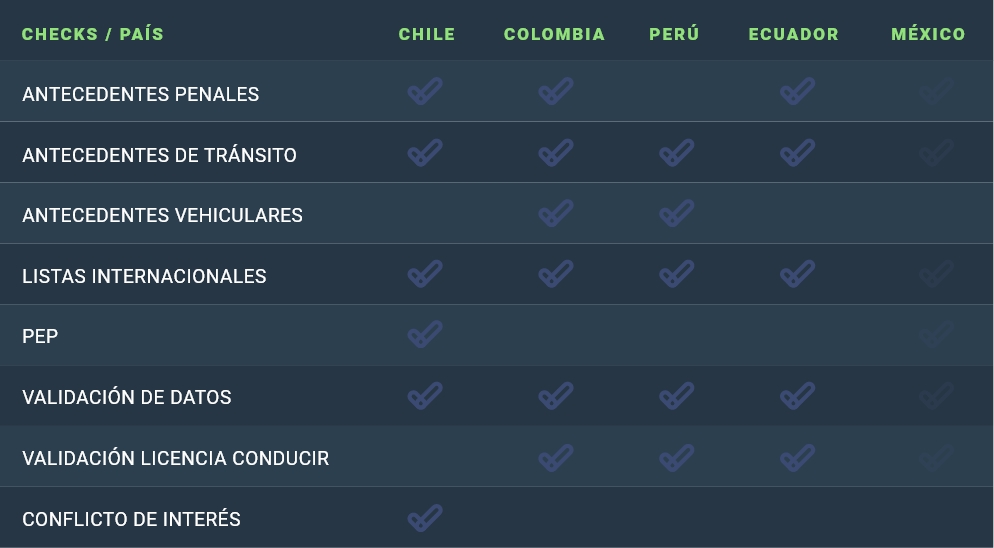 CHECKS / PAÍS CHILE COLOMBIA PERÚ ECUADOR MÉXICO
ANTECEDENTES PENALES
ANTECEDENTES DE TRÁNSITO
ANTECEDENTES VEHICULARES
LISTAS INTERNACIONALES
PEP
VALIDACIÓN DE DATOS
VALIDACIÓN LICENCIA CONDUCIR
CONFLICTO DE INTERÉS